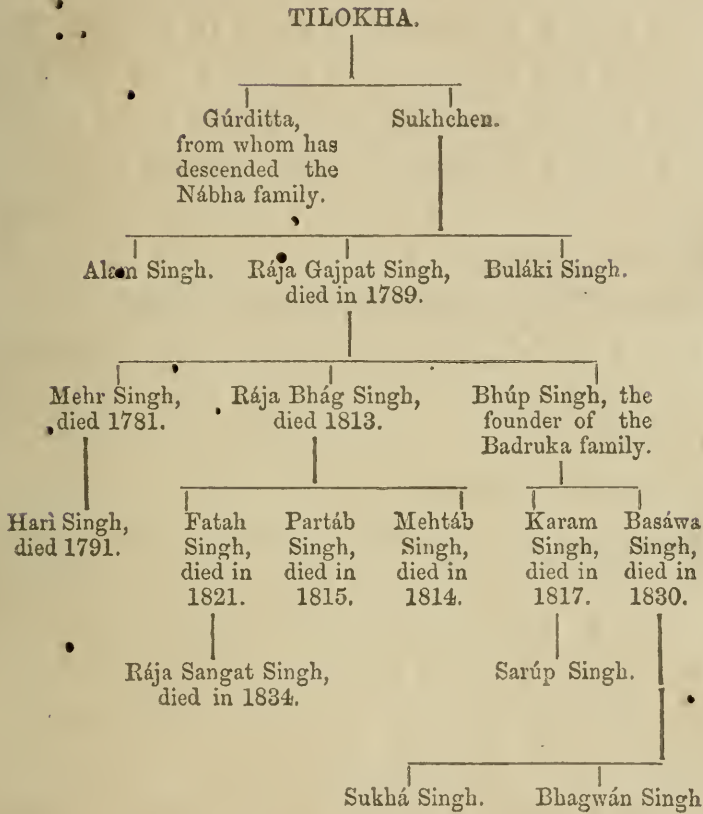 TILOKHA.
Gúrditta,
from whom has
descended the
Nábha family.
Sukhchen.
Alam Singh.
Rája Gajpat Singh,
died in 1789.
Buláki Singh.
Mehr Singh,
died 1781.
Rája Bhág Singh,
died 1813.
Bhúp Singh, the
founder of the
Badruka family.
Hari Singh,
died 1791.
Fatah
Singh,
died in
1821.
Partáb
Singh,
died in
1815.
Mehtáb
Singh,
died in
1814.
Karam
Singh,
died in
1817.
Basáwa
Singh,
died in
1830.
Rája Sangat Singh,
died in 1834.
Sarúp Singh.
Sukhá Singh.
Bhagwán Singh